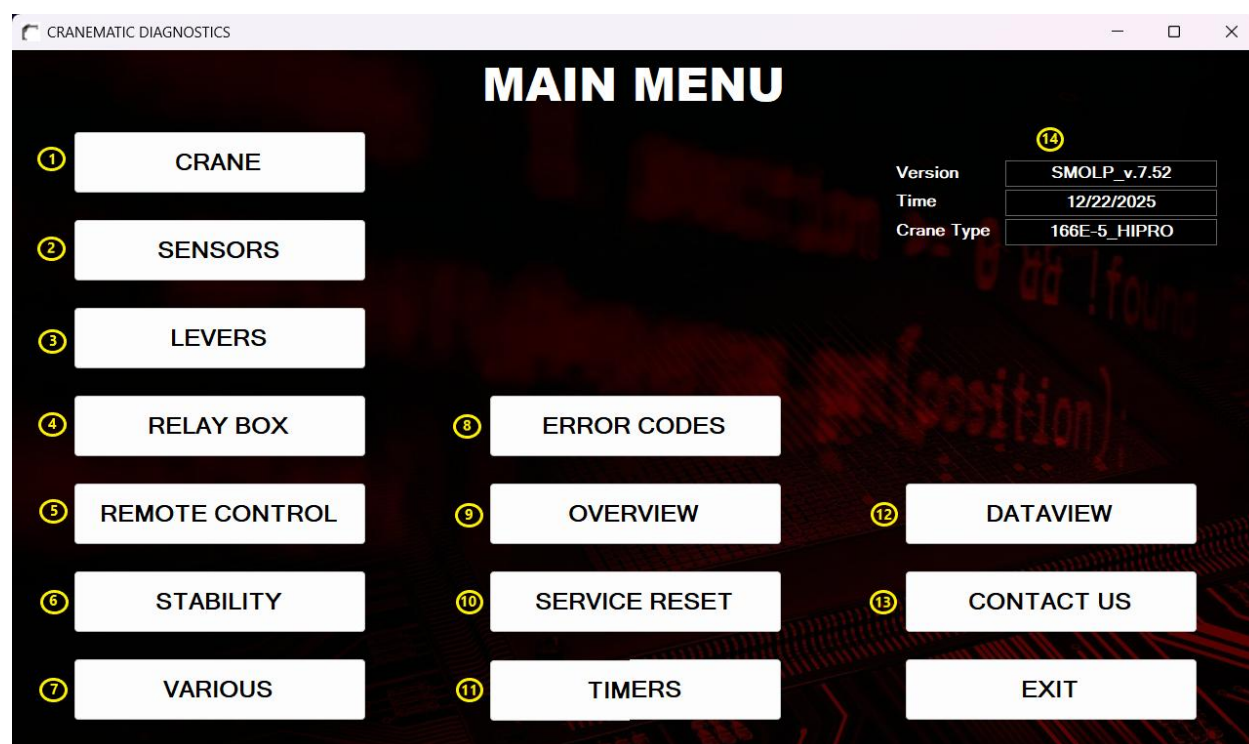 CRANEMATIC DIAGNOSTICS
MAIN MENU
1 CRANE
2 SENSORS
3 LEVERS
4 RELAY BOX
5 REMOTE CONTROL
6 STABILITY
7 VARIOUS
8 ERROR CODES
9 OVERVIEW
10 SERVICE RESET
11 TIMERS
14
Version SMOLP_v.7.52
Time 12/22/2025
Crane Type 166E-5_HIPRO
12 DATAVIEW
13 CONTACT US
EXIT
&& !found
(position);